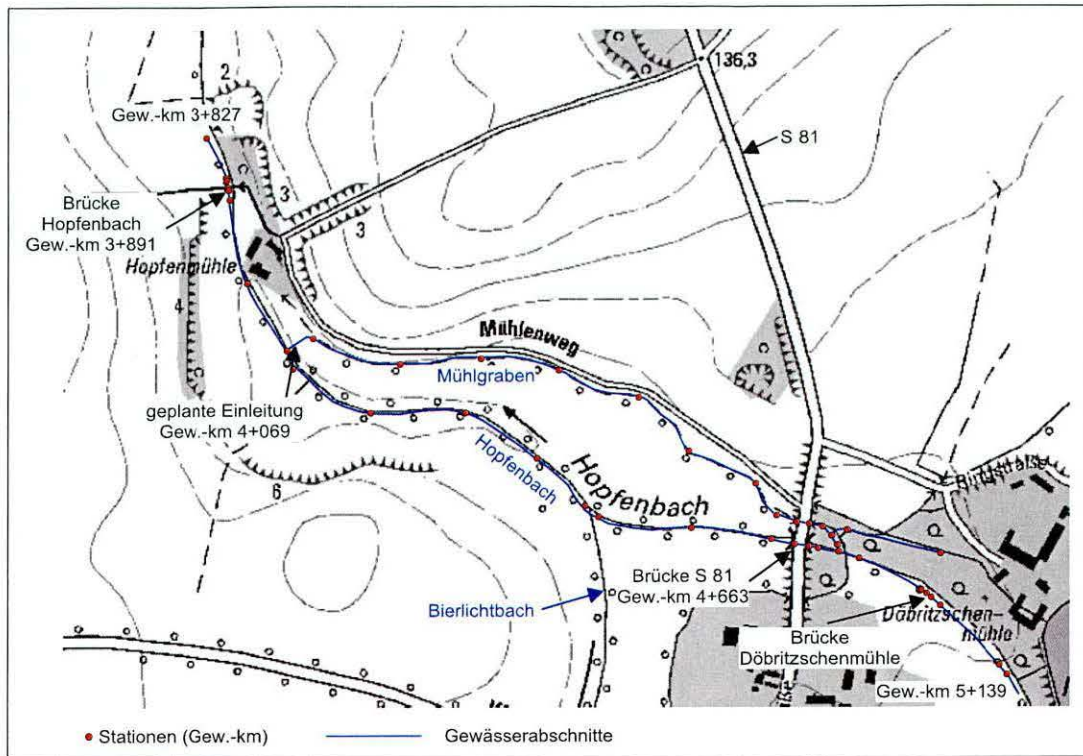 136,3
2
Gew.-km 3+827
S 81
3
Brücke
Hopfenbach
Gew.-km 3+891
3
Hopfenmühle
4
Mühlenweg
Mühlgraben
geplante Einleitung
Gew.-km 4+069
6
Hopfenbach
Hopfenbach
Brücke S 81
Gew.-km 4+663
Bierlichtbach
Döbritzschen-
mühle
Brücke
Döbritzschenmühle
Gew.-km 5+139
Stationen (Gew.-km)
Gewässerabschnitte